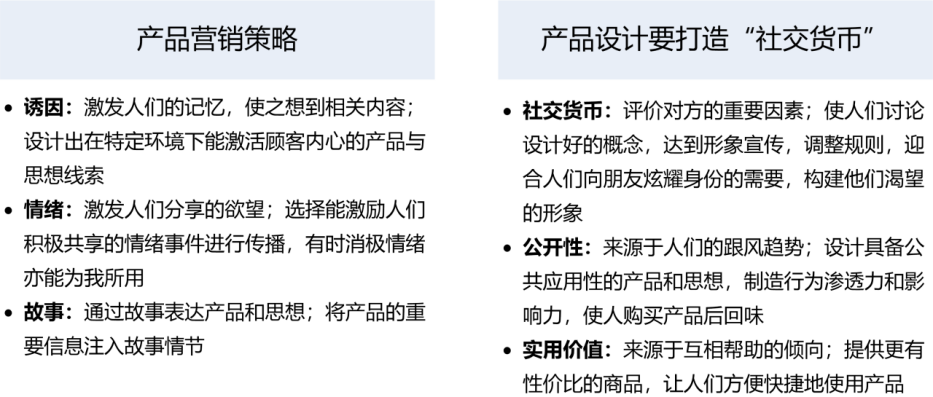 产品营销策略
• 诱因：激发人们的记忆，使之想到相关内容；
设计出在特定环境下能激活顾客内心的产品与
思想线索
• 情绪：激发人们分享的欲望；选择能激励人们
积极共享的情绪事件进行传播，有时消极情绪
亦能为我所用
• 故事：通过故事表达产品和思想；将产品的重
要信息注入故事情节
产品设计要打造“社交货币”
• 社交货币：评价对方的重要因素；使人们讨论
设计好的概念，达到形象宣传，调整规则，迎
合人们向朋友炫耀身份的需要，构建他们渴望
的形象
• 公开性：来源于人们的跟风趋势；设计具备公
共应用性的产品和思想，制造行为渗透力和影
响力，使人购买产品后回味
• 实用价值：来源于互相帮助的倾向；提供更有
性价比的商品，让人们方便快捷地使用产品